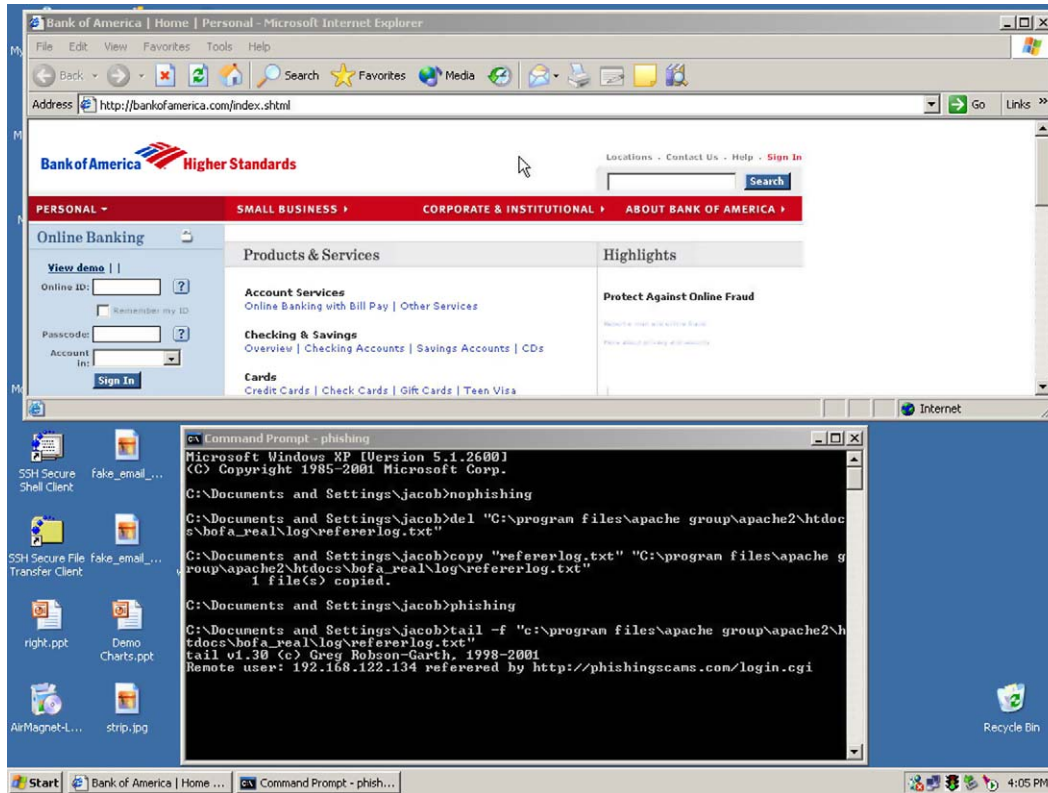 Bank of America | Home | Personal - Microsoft Internet Explorer
File Edit View Favorites Tools Help
Back Search Favorites Media
Address http://bankofamerica.com/index.shtml Go Links »
Bank of America Higher Standards
Locations . Contact Us . Help . Sign In
Search
PERSONAL SMALL BUSINESS CORPORATE & INSTITUTIONAL ABOUT BANK OF AMERICA
Online Banking
View demo | |
Online ID: ?
Remember my ID
Passcode: ?
Account in:
Sign In
Products & Services
Account Services
Online Banking with Bill Pay | Other Services
Checking & Savings
Overview | Checking Accounts | Savings Accounts | CDs
Cards
Credit Cards | Check Cards | Gift Cards | Teen Visa
Highlights
Protect Against Online Fraud
Internet
SSH Secure Shell Client
fake_email_...
SSH Secure File Transfer Client
fake_email_...
right.ppt
Demo Charts.ppt
AirMagnet-L...
strip.jpg
Recycle Bin
Command Prompt - phishing
Microsoft Windows XP [Version 5.1.2600]
(C) Copyright 1985-2001 Microsoft Corp.
C:\Documents and Settings\jacob>nophishing
C:\Documents and Settings\jacob>del "C:\program files\apache group\apache2\htdoc
s\bofa_real\log\refererlog.txt"
C:\Documents and Settings\jacob>copy "refererlog.txt" "C:\program files\apache g
roup\apache2\htdocs\bofa_real\log\refererlog.txt"
1 file(s) copied.
C:\Documents and Settings\jacob>phishing
C:\Documents and Settings\jacob>tail -f "c:\program files\apache group\apache2\h
tdocs\bofa_real\log\refererlog.txt"
tail v1.30 (c) Greg Robson-Garth, 1998-2001
Remote user: 192.168.122.134 referered by http://phishingscams.com/login.cgi
Start Bank of America | Home ... Command Prompt - phish... 4:05 PM